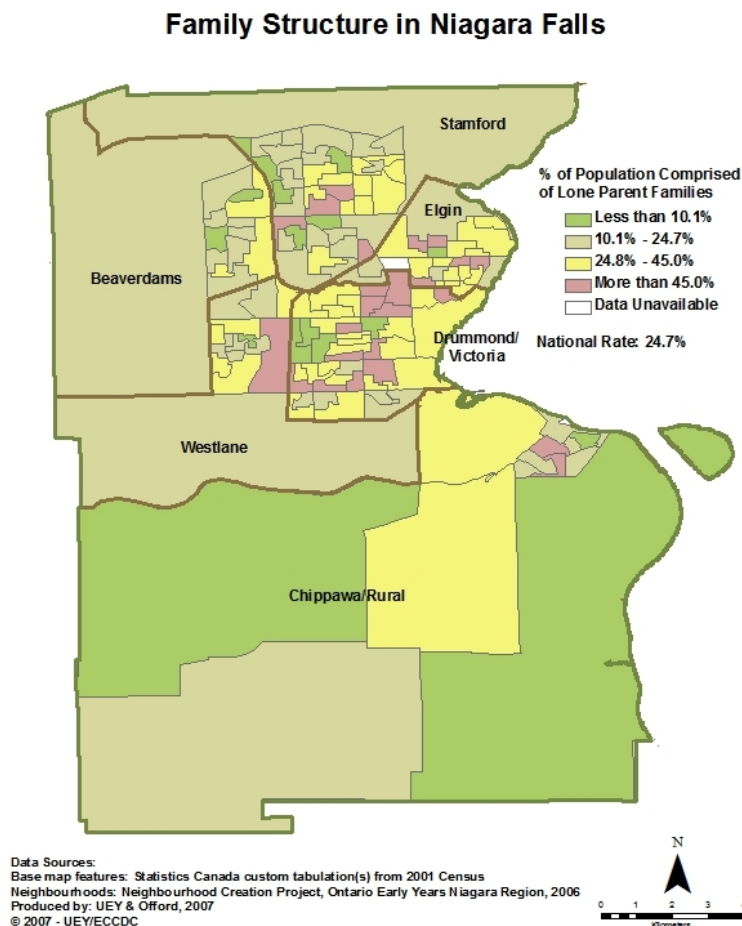 Family Structure in Niagara Falls
Stamford
% of Population Comprised
of Lone Parent Families
Less than 10.1%
10.1% - 24.7%
24.8% - 45.0%
More than 45.0%
Data Unavailable
National Rate: 24.7%
Elgin
Beaverdams
Drummond/
Victoria
Westlane
Chippawa/Rural
Data Sources:
Base map features: Statistics Canada custom tabulation(s) from 2001 Census
Neighbourhoods: Neighbourhood Creation Project, Ontario Early Years Niagara Region, 2006
Produced by: UEY & Offord, 2007
© 2007 - UEY/ECCDC
N
0 1 2 3
Kilometers